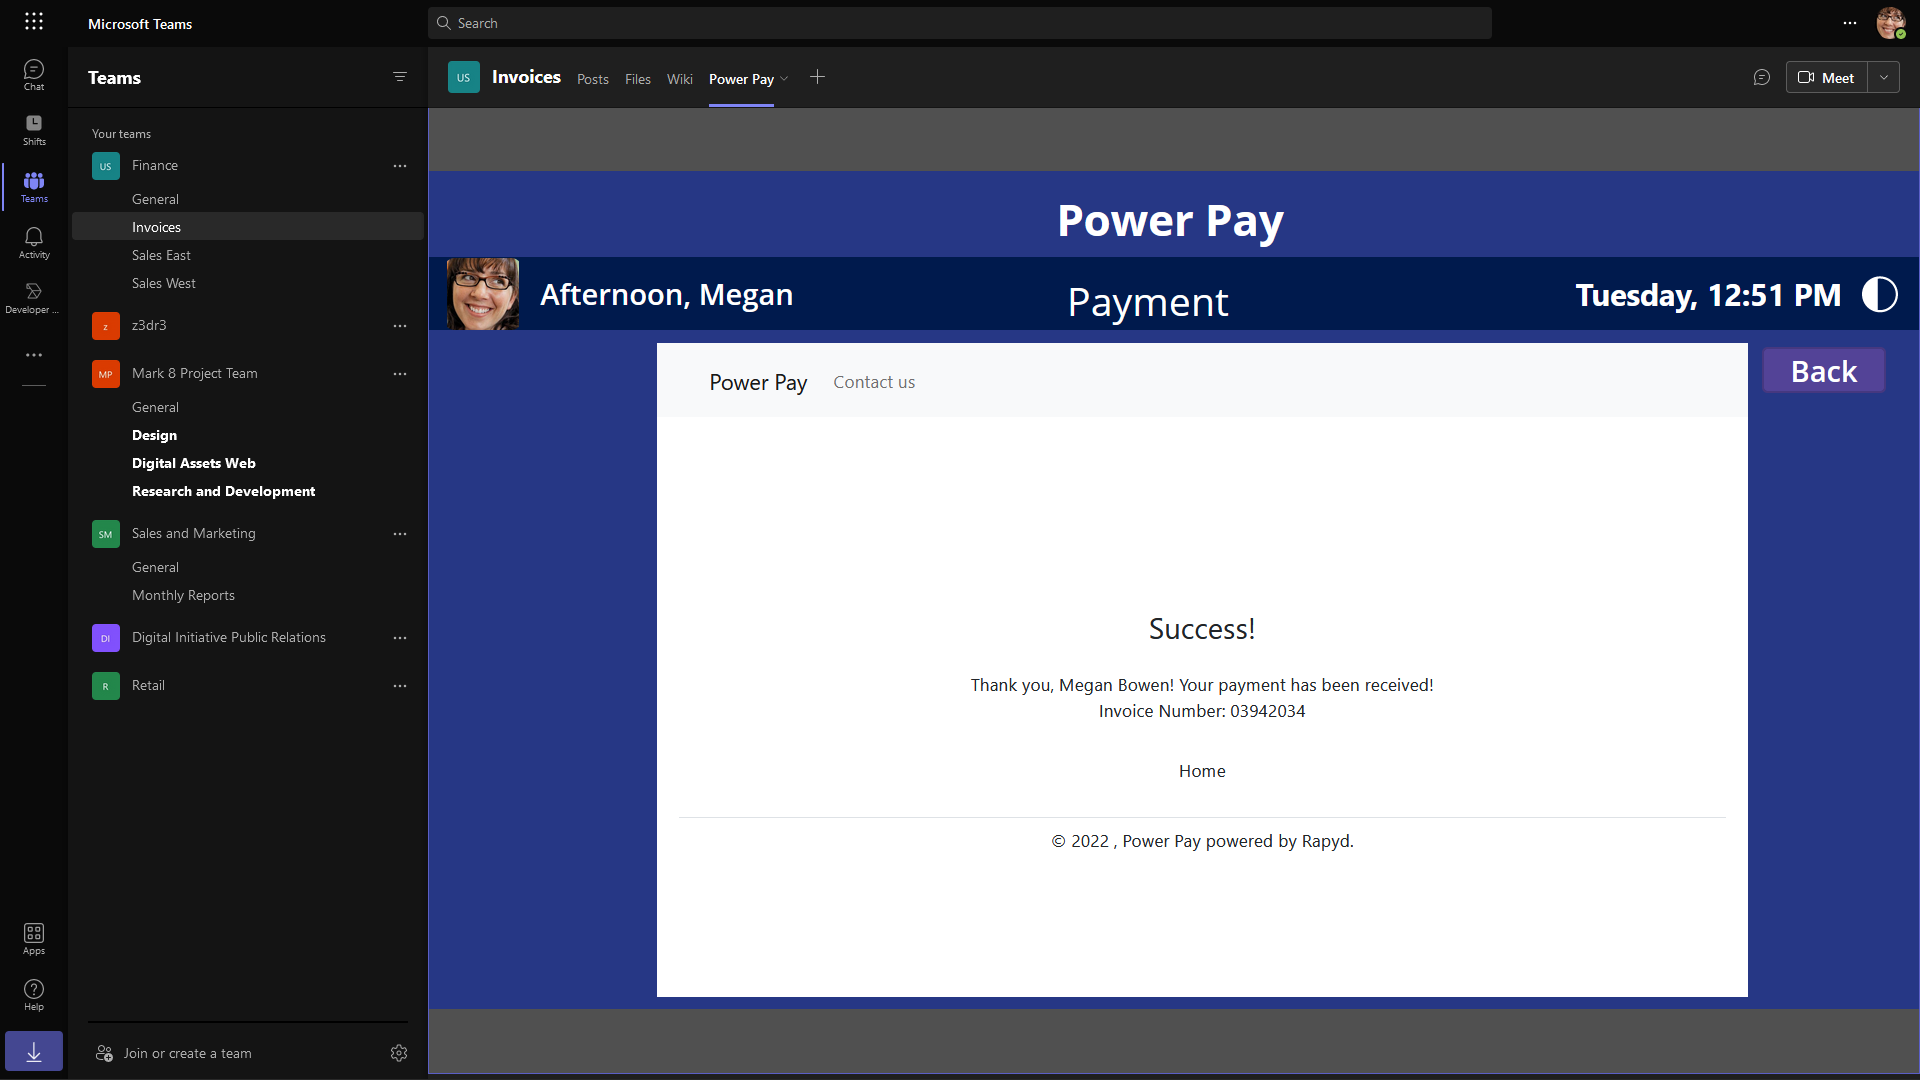 Microsoft Teams
Search
Chat
Shifts
Teams
Activity
Developer ...
Apps
Help
Teams
Your teams
US Finance
General
Invoices
Sales East
Sales West
z z3dr3
MP Mark 8 Project Team
General
Design
Digital Assets Web
Research and Development
SM Sales and Marketing
General
Monthly Reports
DI Digital Initiative Public Relations
R Retail
Join or create a team
US Invoices Posts Files Wiki Power Pay
Meet
Power Pay
Afternoon, Megan
Payment
Tuesday, 12:51 PM
Back
Power Pay Contact us
Success!
Thank you, Megan Bowen! Your payment has been received!
Invoice Number: 03942034
Home
© 2022 , Power Pay powered by Rapyd.